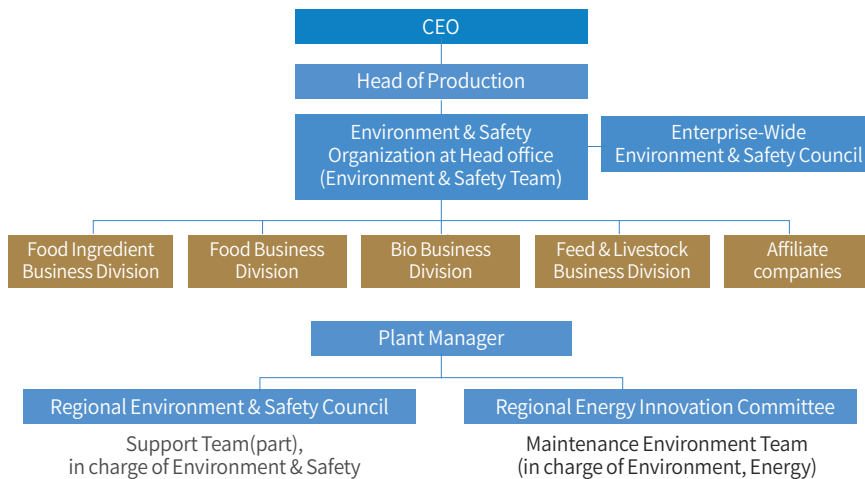 CEO
Head of Production
Environment & Safety
Organization at Head office
(Environment & Safety Team)
Enterprise-Wide
Environment & Safety Council
Food Ingredient
Business Division
Food Business
Division
Bio Business
Division
Feed & Livestock
Business Division
Affiliate
companies
Plant Manager
Regional Environment & Safety Council
Support Team(part),
in charge of Environment & Safety
Regional Energy Innovation Committee
Maintenance Environment Team
(in charge of Environment, Energy)